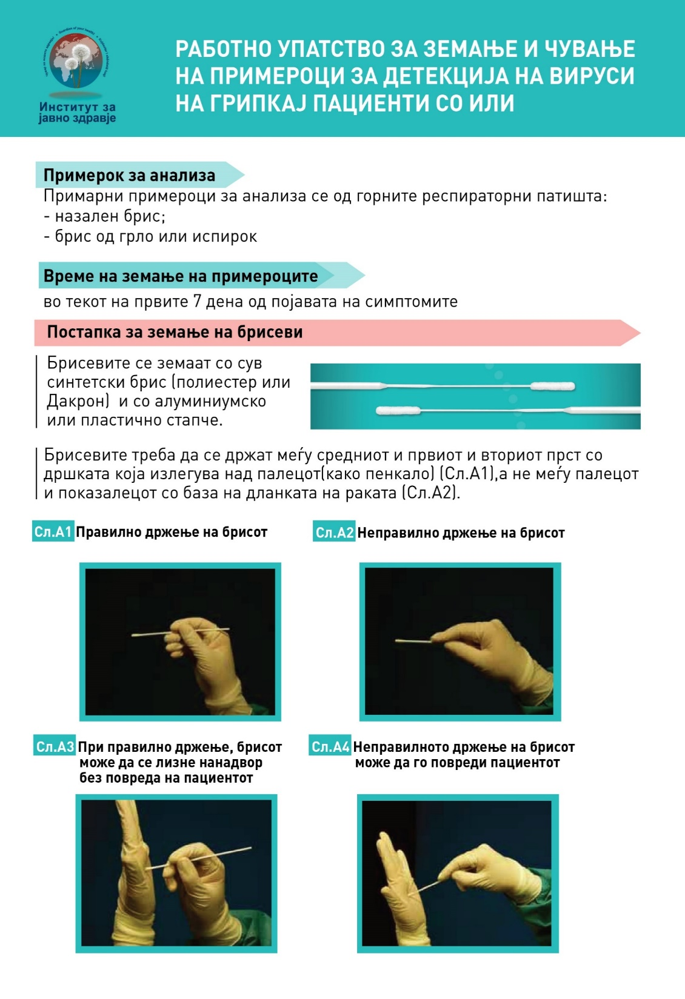 Guardian of your health!
Институт за
јавно здравје
РАБОТНО УПАТСТВО ЗА ЗЕМАЊЕ И ЧУВАЊЕ
НА ПРИМЕРОЦИ ЗА ДЕТЕКЦИЈА НА ВИРУСИ
НА ГРИПКАЈ ПАЦИЕНТИ СО ИЛИ
Примерок за анализа
Примарни примероци за анализа се од горните респираторни патишта:
- назален брис;
- брис од грло или испирок
Време на земање на примероците
во текот на првите 7 дена од појавата на симптомите
Постапка за земање на брисеви
Брисевите се земаат со сув
синтетски брис (полиестер или
Дакрон)  и со алуминиумско
или пластично стапче.
Брисевите треба да се држат меѓу средниот и првиот и вториот прст со
дршката која излегува над палецот(како пенкало) (Сл.А1),а не меѓу палецот
и показалецот со база на дланката на раката (Сл.А2).
Сл.А1 Правилно држење на брисот
Сл.А2 Неправилно држење на брисот
Сл.А3 При правилно држење, брисот
може да се лизне нанадвор
без повреда на пациентот
Сл.А4 Неправилното држење на брисот
може да го повреди пациентот